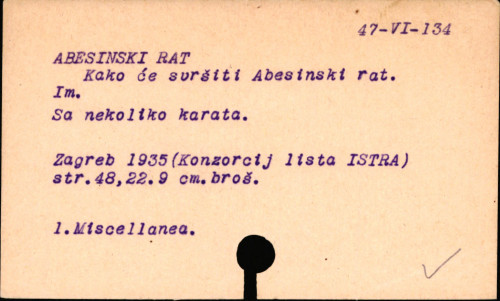 47-VI-134
ABESINSKI RAT
Kako će svršiti Abesinski rat.
Im.
Sa nekoliko karata.
Zagreb 1935(Konzorcij lista ISTRA)
str.48,22.9 cm.broš.
1.Miscellanea.